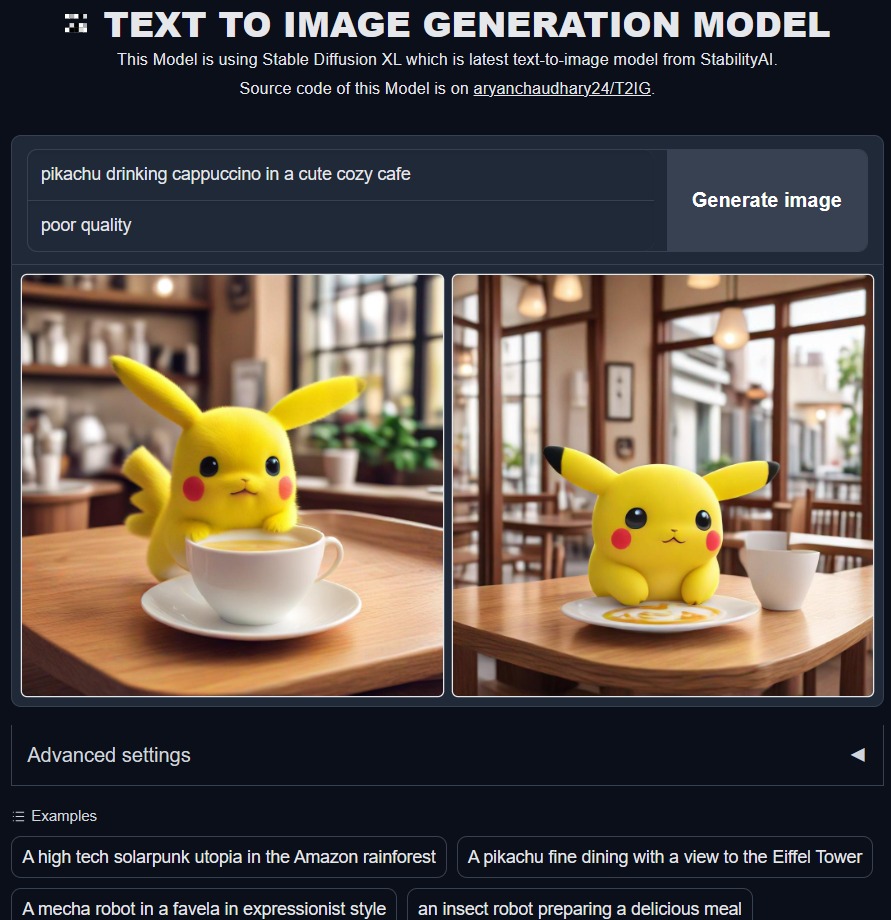 TEXT TO IMAGE GENERATION MODEL
This Model is using Stable Diffusion XL which is latest text-to-image model from StabilityAI.
Source code of this Model is on aryanchaudhary24/T2IG.
pikachu drinking cappuccino in a cute cozy cafe
poor quality
Generate image
Advanced settings
Examples
A high tech solarpunk utopia in the Amazon rainforest
A pikachu fine dining with a view to the Eiffel Tower
A mecha robot in a favela in expressionist style
an insect robot preparing a delicious meal